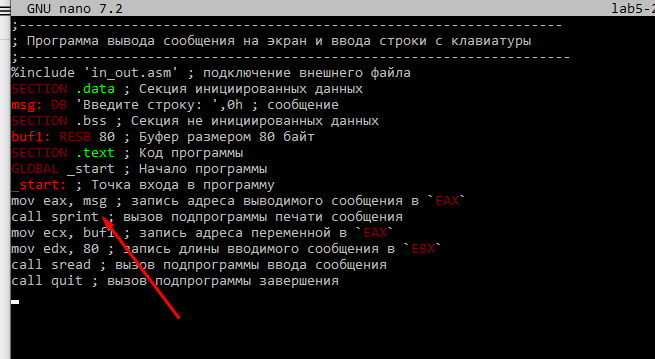 GNU nano 7.2 lab5-2
;--------------------------------------------------------------------
; Программа вывода сообщения на экран и ввода строки с клавиатуры
;---------------------------------------------------------------------
%include 'in_out.asm' ; подключение внешнего файла
SECTION .data ; Секция инициированных данных
msg: DB 'Введите строку: ',0h ; сообщение
SECTION .bss ; Секция не инициированных данных
buf1: RESB 80 ; Буфер размером 80 байт
SECTION .text ; Код программы
GLOBAL _start ; Начало программы
_start: ; Точка входа в программу
mov eax, msg ; запись адреса выводимого сообщения в `EAX`
call sprint ; вызов подпрограммы печати сообщения
mov ecx, buf1 ; запись адреса переменной в `EAX`
mov edx, 80 ; запись длины вводимого сообщения в `EBX`
call sread ; вызов подпрограммы ввода сообщения
call quit ; вызов подпрограммы завершения